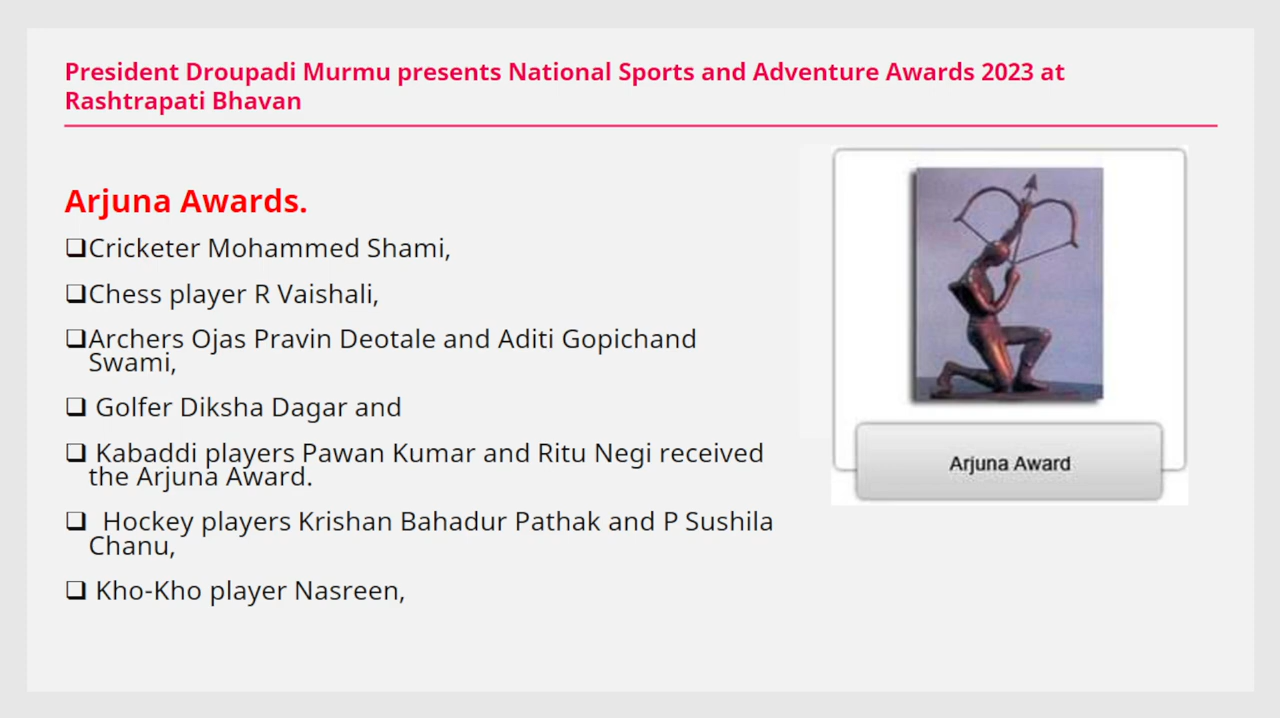 President Droupadi Murmu presents National Sports and Adventure Awards 2023 at
Rashtrapati Bhavan
Arjuna Awards.
❑Cricketer Mohammed Shami,
❑Chess player R Vaishali,
❑Archers Ojas Pravin Deotale and Aditi Gopichand
Swami,
❑ Golfer Diksha Dagar and
❑ Kabaddi players Pawan Kumar and Ritu Negi received
the Arjuna Award.
❑ Hockey players Krishan Bahadur Pathak and P Sushila
Chanu,
❑ Kho-Kho player Nasreen,
Arjuna Award